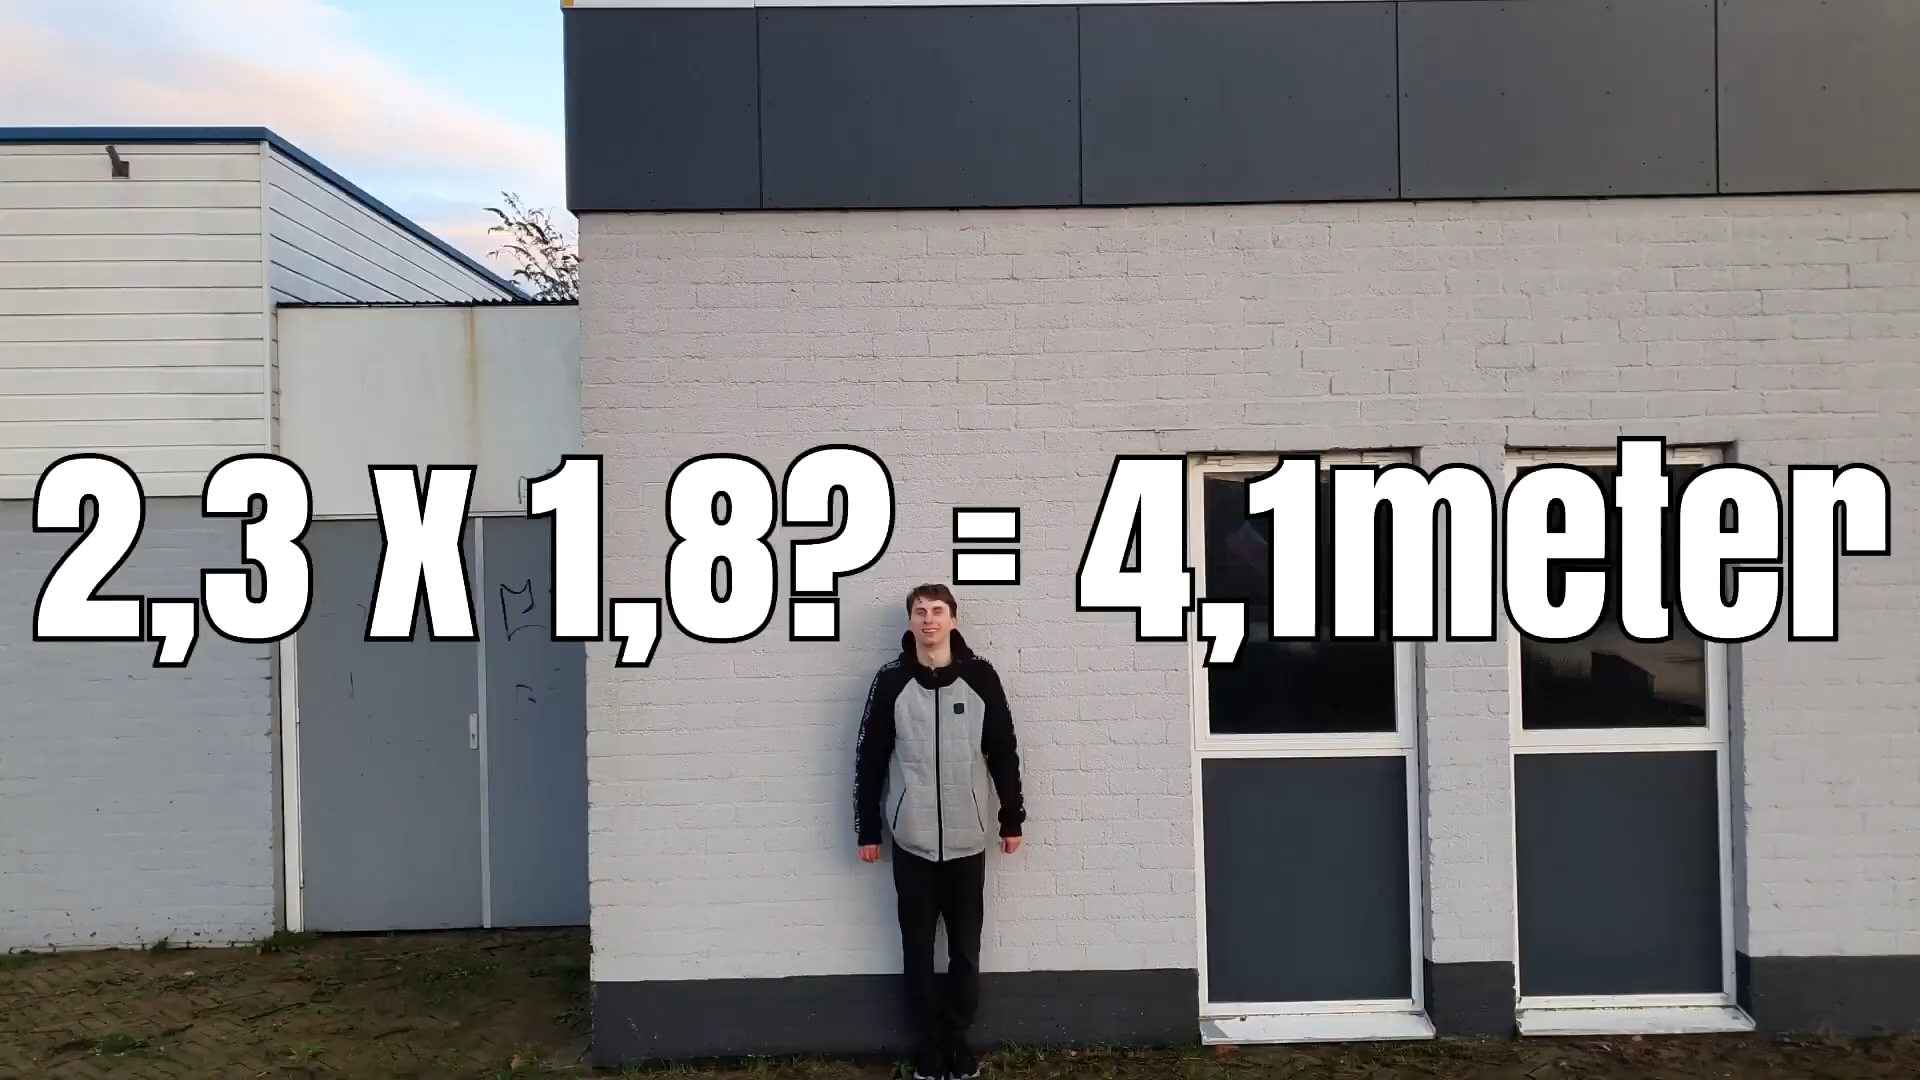 2,3 x 1,8? = 4,1meter